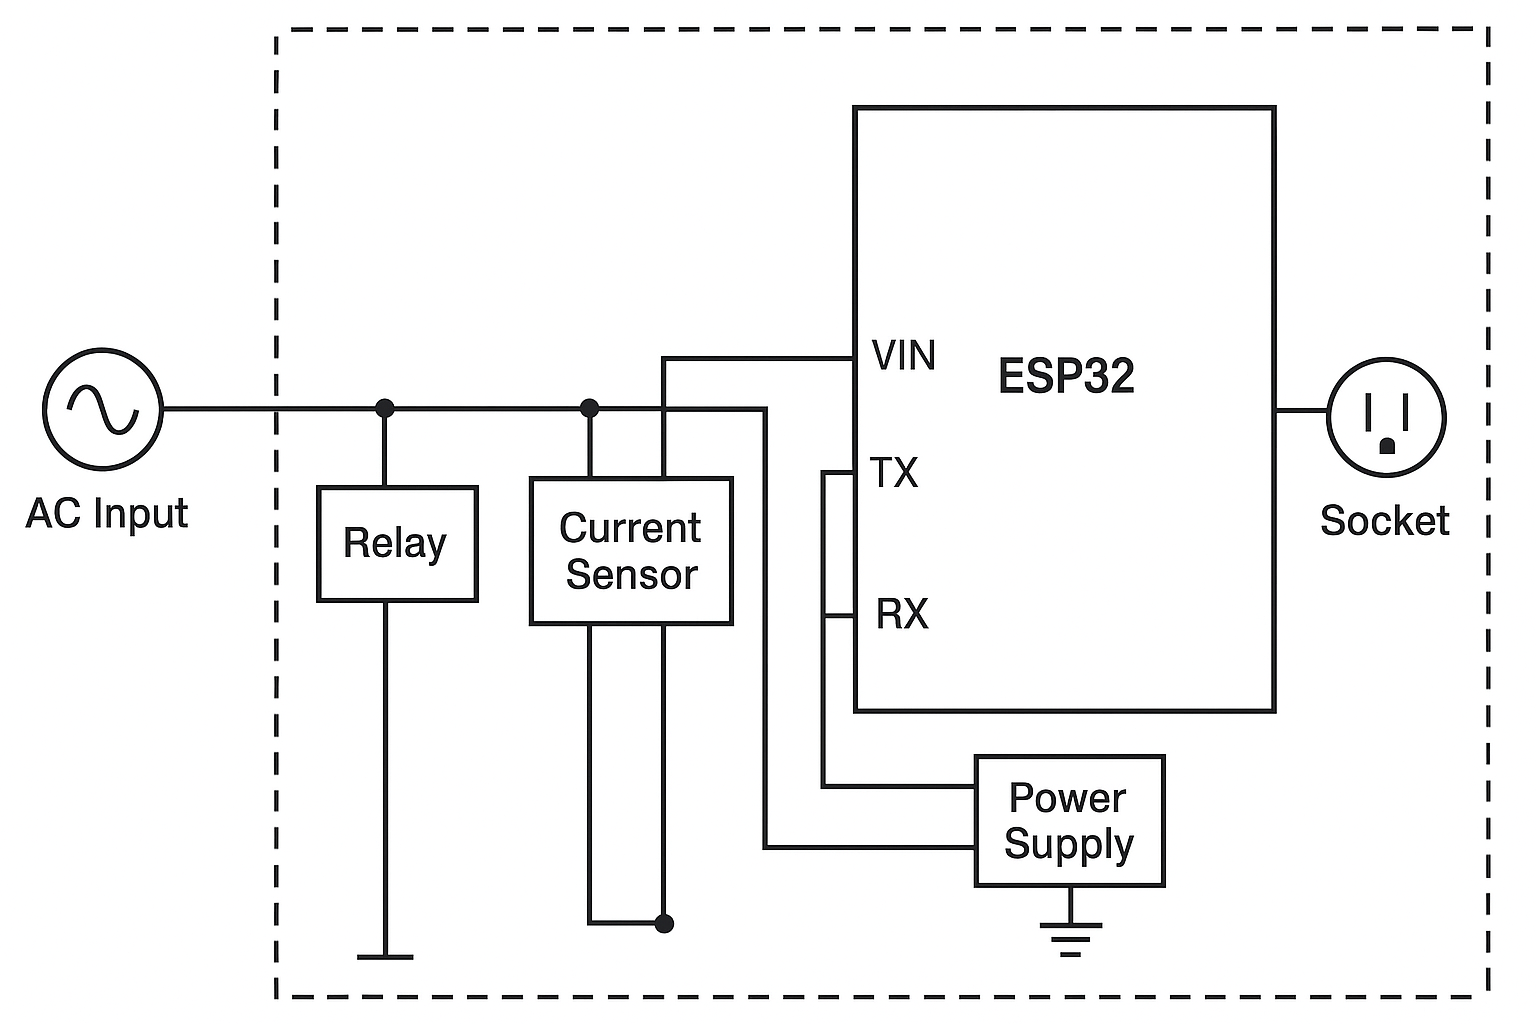 AC Input
Relay
Current
Sensor
VIN
TX
RX
ESP32
Socket
Power
Supply